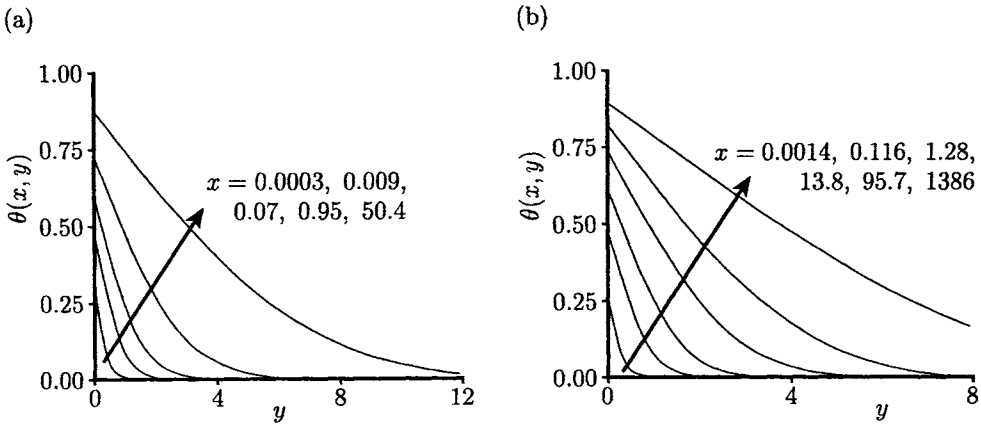 (a)
1.00
0.75
0.50
0.25
0.00
θ(x, y)
x = 0.0003, 0.009,
0.07, 0.95, 50.4
0
4
8
12
y
(b)
1.00
0.75
0.50
0.25
0.00
θ(x, y)
x = 0.0014, 0.116, 1.28,
13.8, 95.7, 1386
0
4
8
y